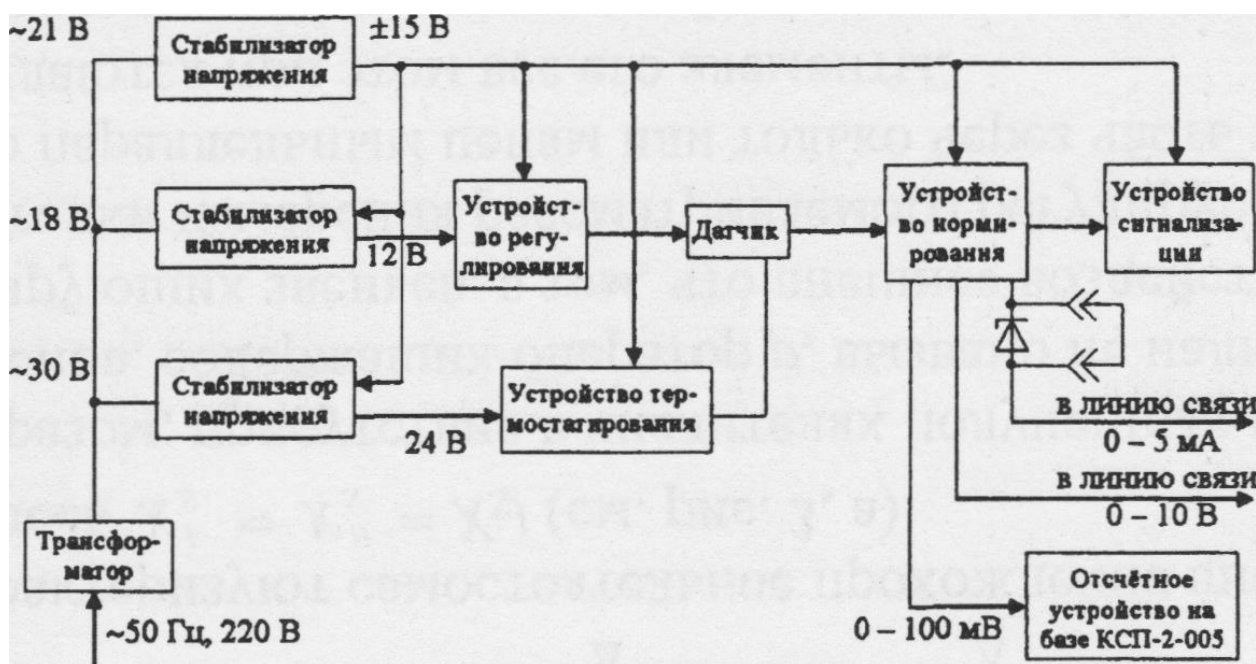 ~21 В
Стабилизатор
напряжения
±15 В
~18 В
Стабилизатор
напряжения
12 В
Устройст-
во регу-
лирования
Датчик
Устройст-
во норми-
рования
Устройство
сигнализа-
ции
~30 В
Стабилизатор
напряжения
24 В
Устройство тер-
мостатирования
в линию связи
0 – 5 мА
в линию связи
0 – 10 В
Трансфор-
матор
~50 Гц, 220 В
0 – 100 мВ
Отсчётное
устройство на
базе КСП-2-005